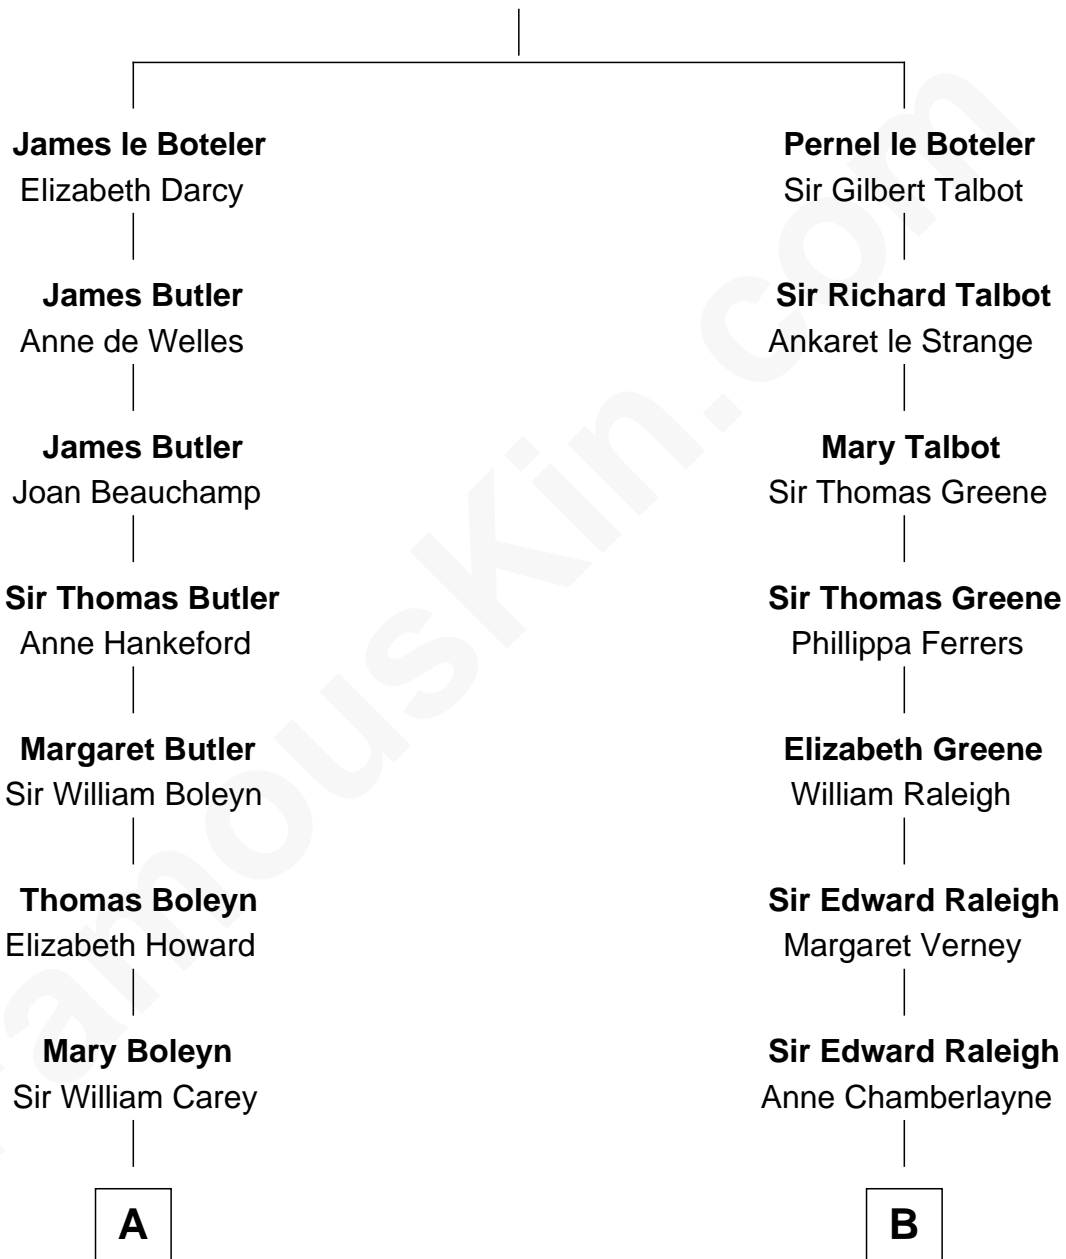 James le Boteler
Elizabeth Darcy
James Butler
Anne de Welles
James Butler
Joan Beauchamp
Sir Thomas Butler
Anne Hankeford
Margaret Butler
Sir William Boleyn
Thomas Boleyn
Elizabeth Howard
Mary Boleyn
Sir William Carey
A
Pernel le Boteler
Sir Gilbert Talbot
Sir Richard Talbot
Ankaret le Strange
Mary Talbot
Sir Thomas Greene
Sir Thomas Greene
Phillippa Ferrers
Elizabeth Greene
William Raleigh
Sir Edward Raleigh
Margaret Verney
Sir Edward Raleigh
Anne Chamberlayne
B
FamousKin.com